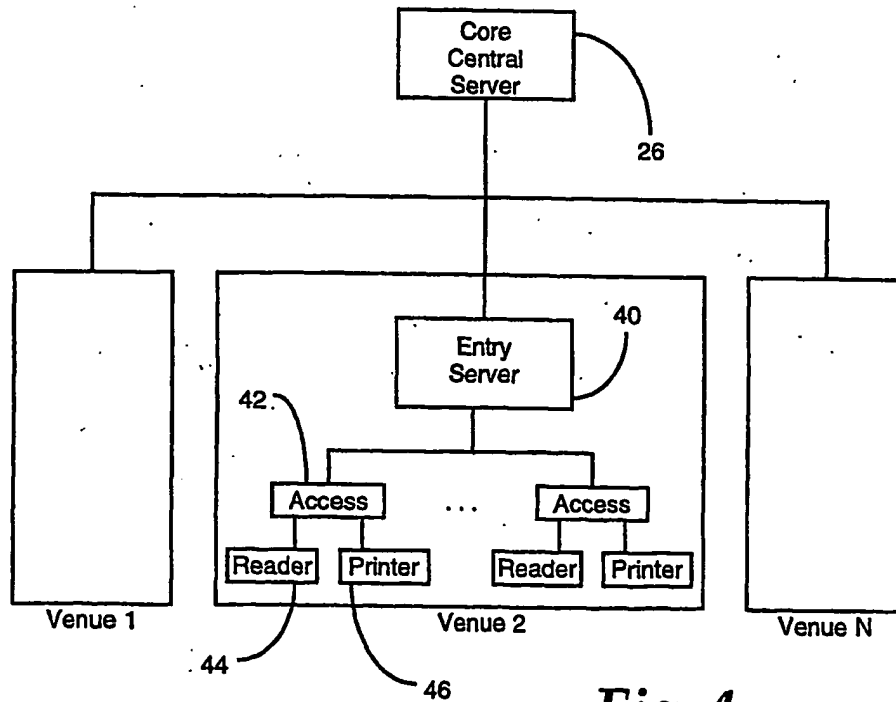 Core
Central
Server
26
Entry
Server
40
42
Access
...
Access
Reader
Printer
Reader
Printer
Venue 1
Venue 2
Venue N
44
46